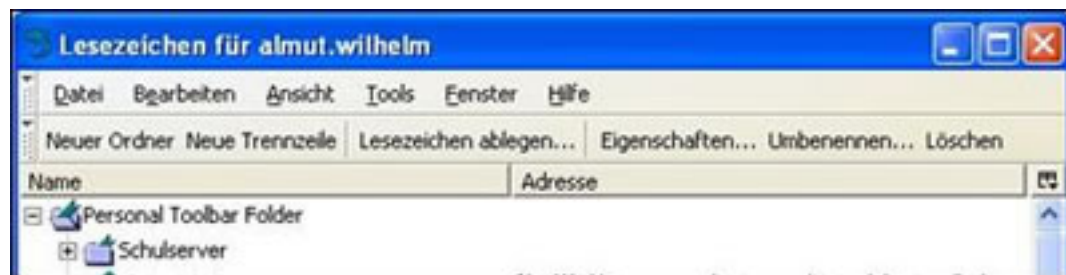 Lesezeichen für almut.wilhelm
Datei Bearbeiten Ansicht Tools Fenster Hilfe
Neuer Ordner Neue Trennzeile Lesezeichen ablegen... Eigenschaften... Umbenennen... Löschen
Name Adresse
Personal Toolbar Folder
Schulserver